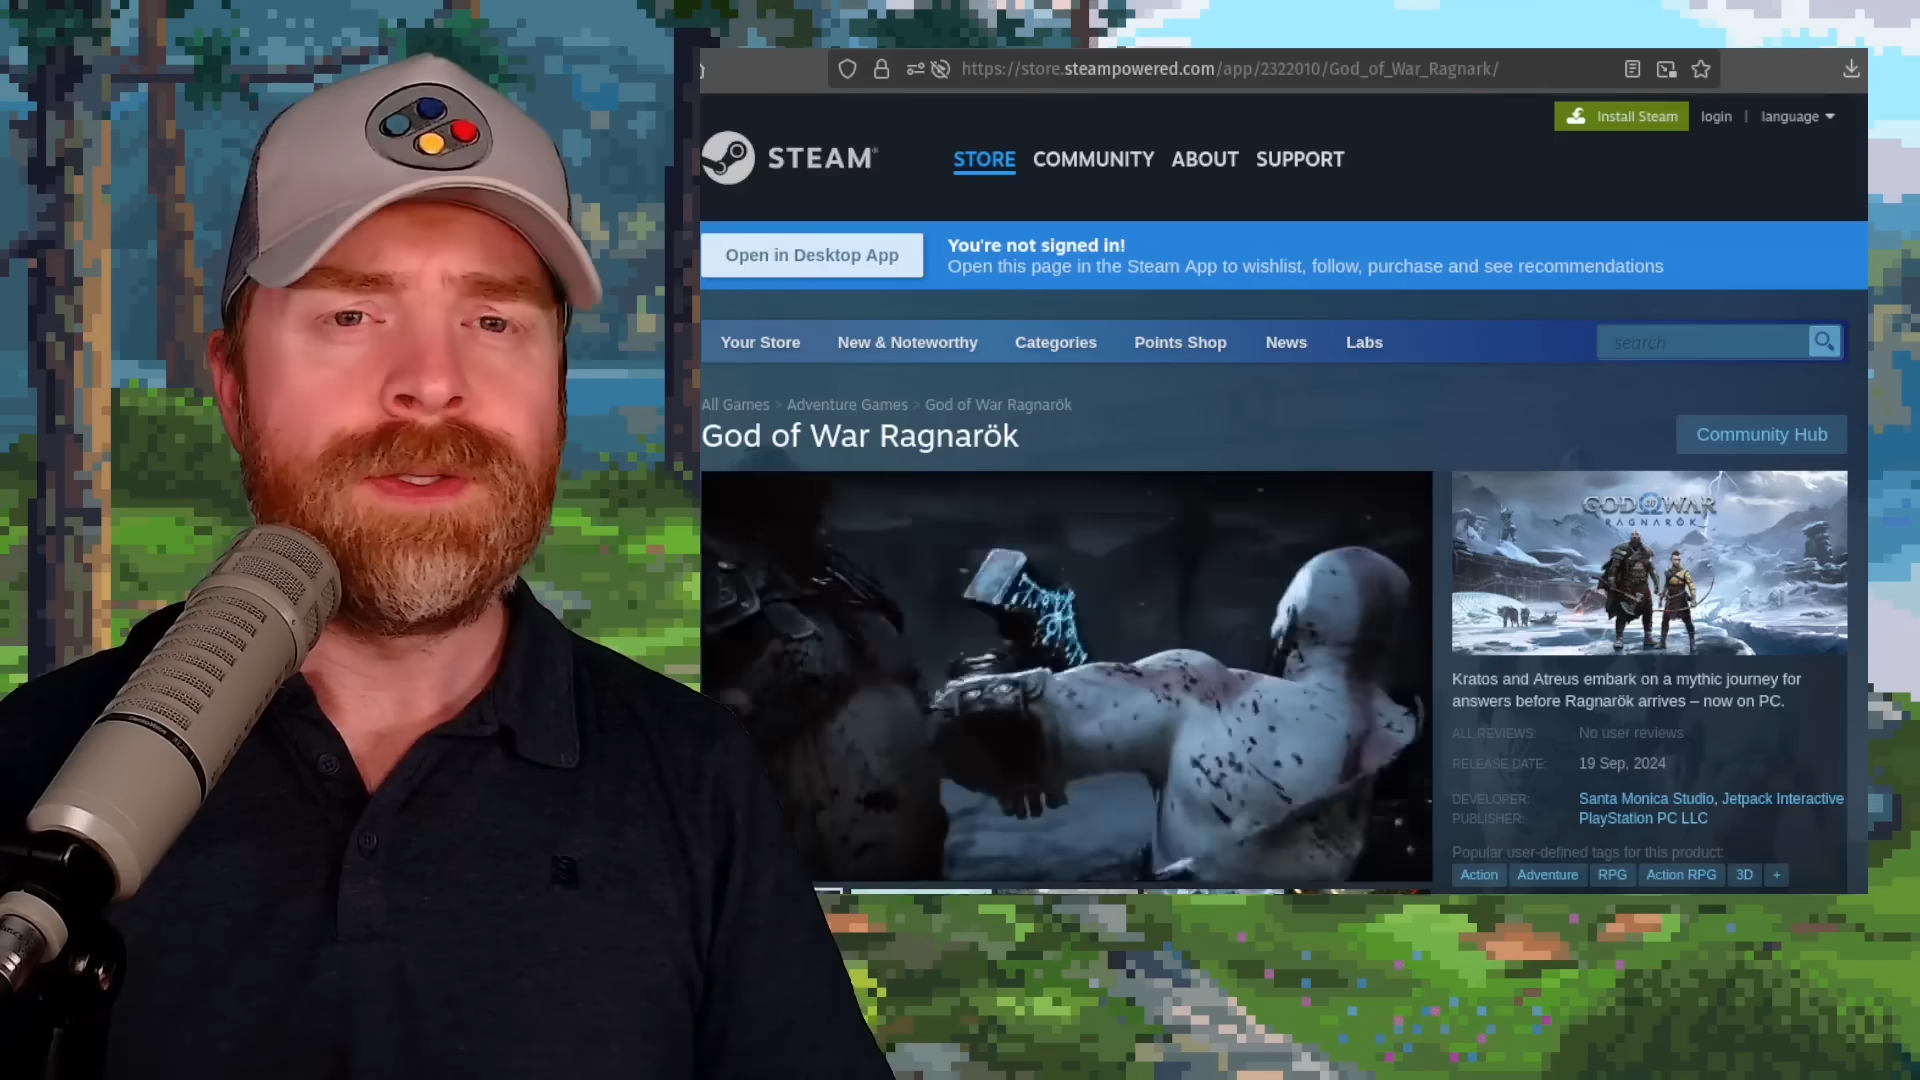 https://store.steampowered.com/app/2322010/God_of_War_Ragnark/
Install Steam login | language
STEAM®
STORE COMMUNITY ABOUT SUPPORT
Open in Desktop App
You're not signed in!
Open this page in the Steam App to wishlist, follow, purchase and see recommendations
Your Store New & Noteworthy Categories Points Shop News Labs search
All Games > Adventure Games > God of War Ragnarök
God of War Ragnarök
Community Hub
GOD OF WAR
RAGNARÖK
Kratos and Atreus embark on a mythic journey for
answers before Ragnarök arrives – now on PC.
ALL REVIEWS: No user reviews
RELEASE DATE: 19 Sep, 2024
DEVELOPER: Santa Monica Studio, Jetpack Interactive
PUBLISHER: PlayStation PC LLC
Popular user-defined tags for this product:
Action Adventure RPG Action RPG 3D +